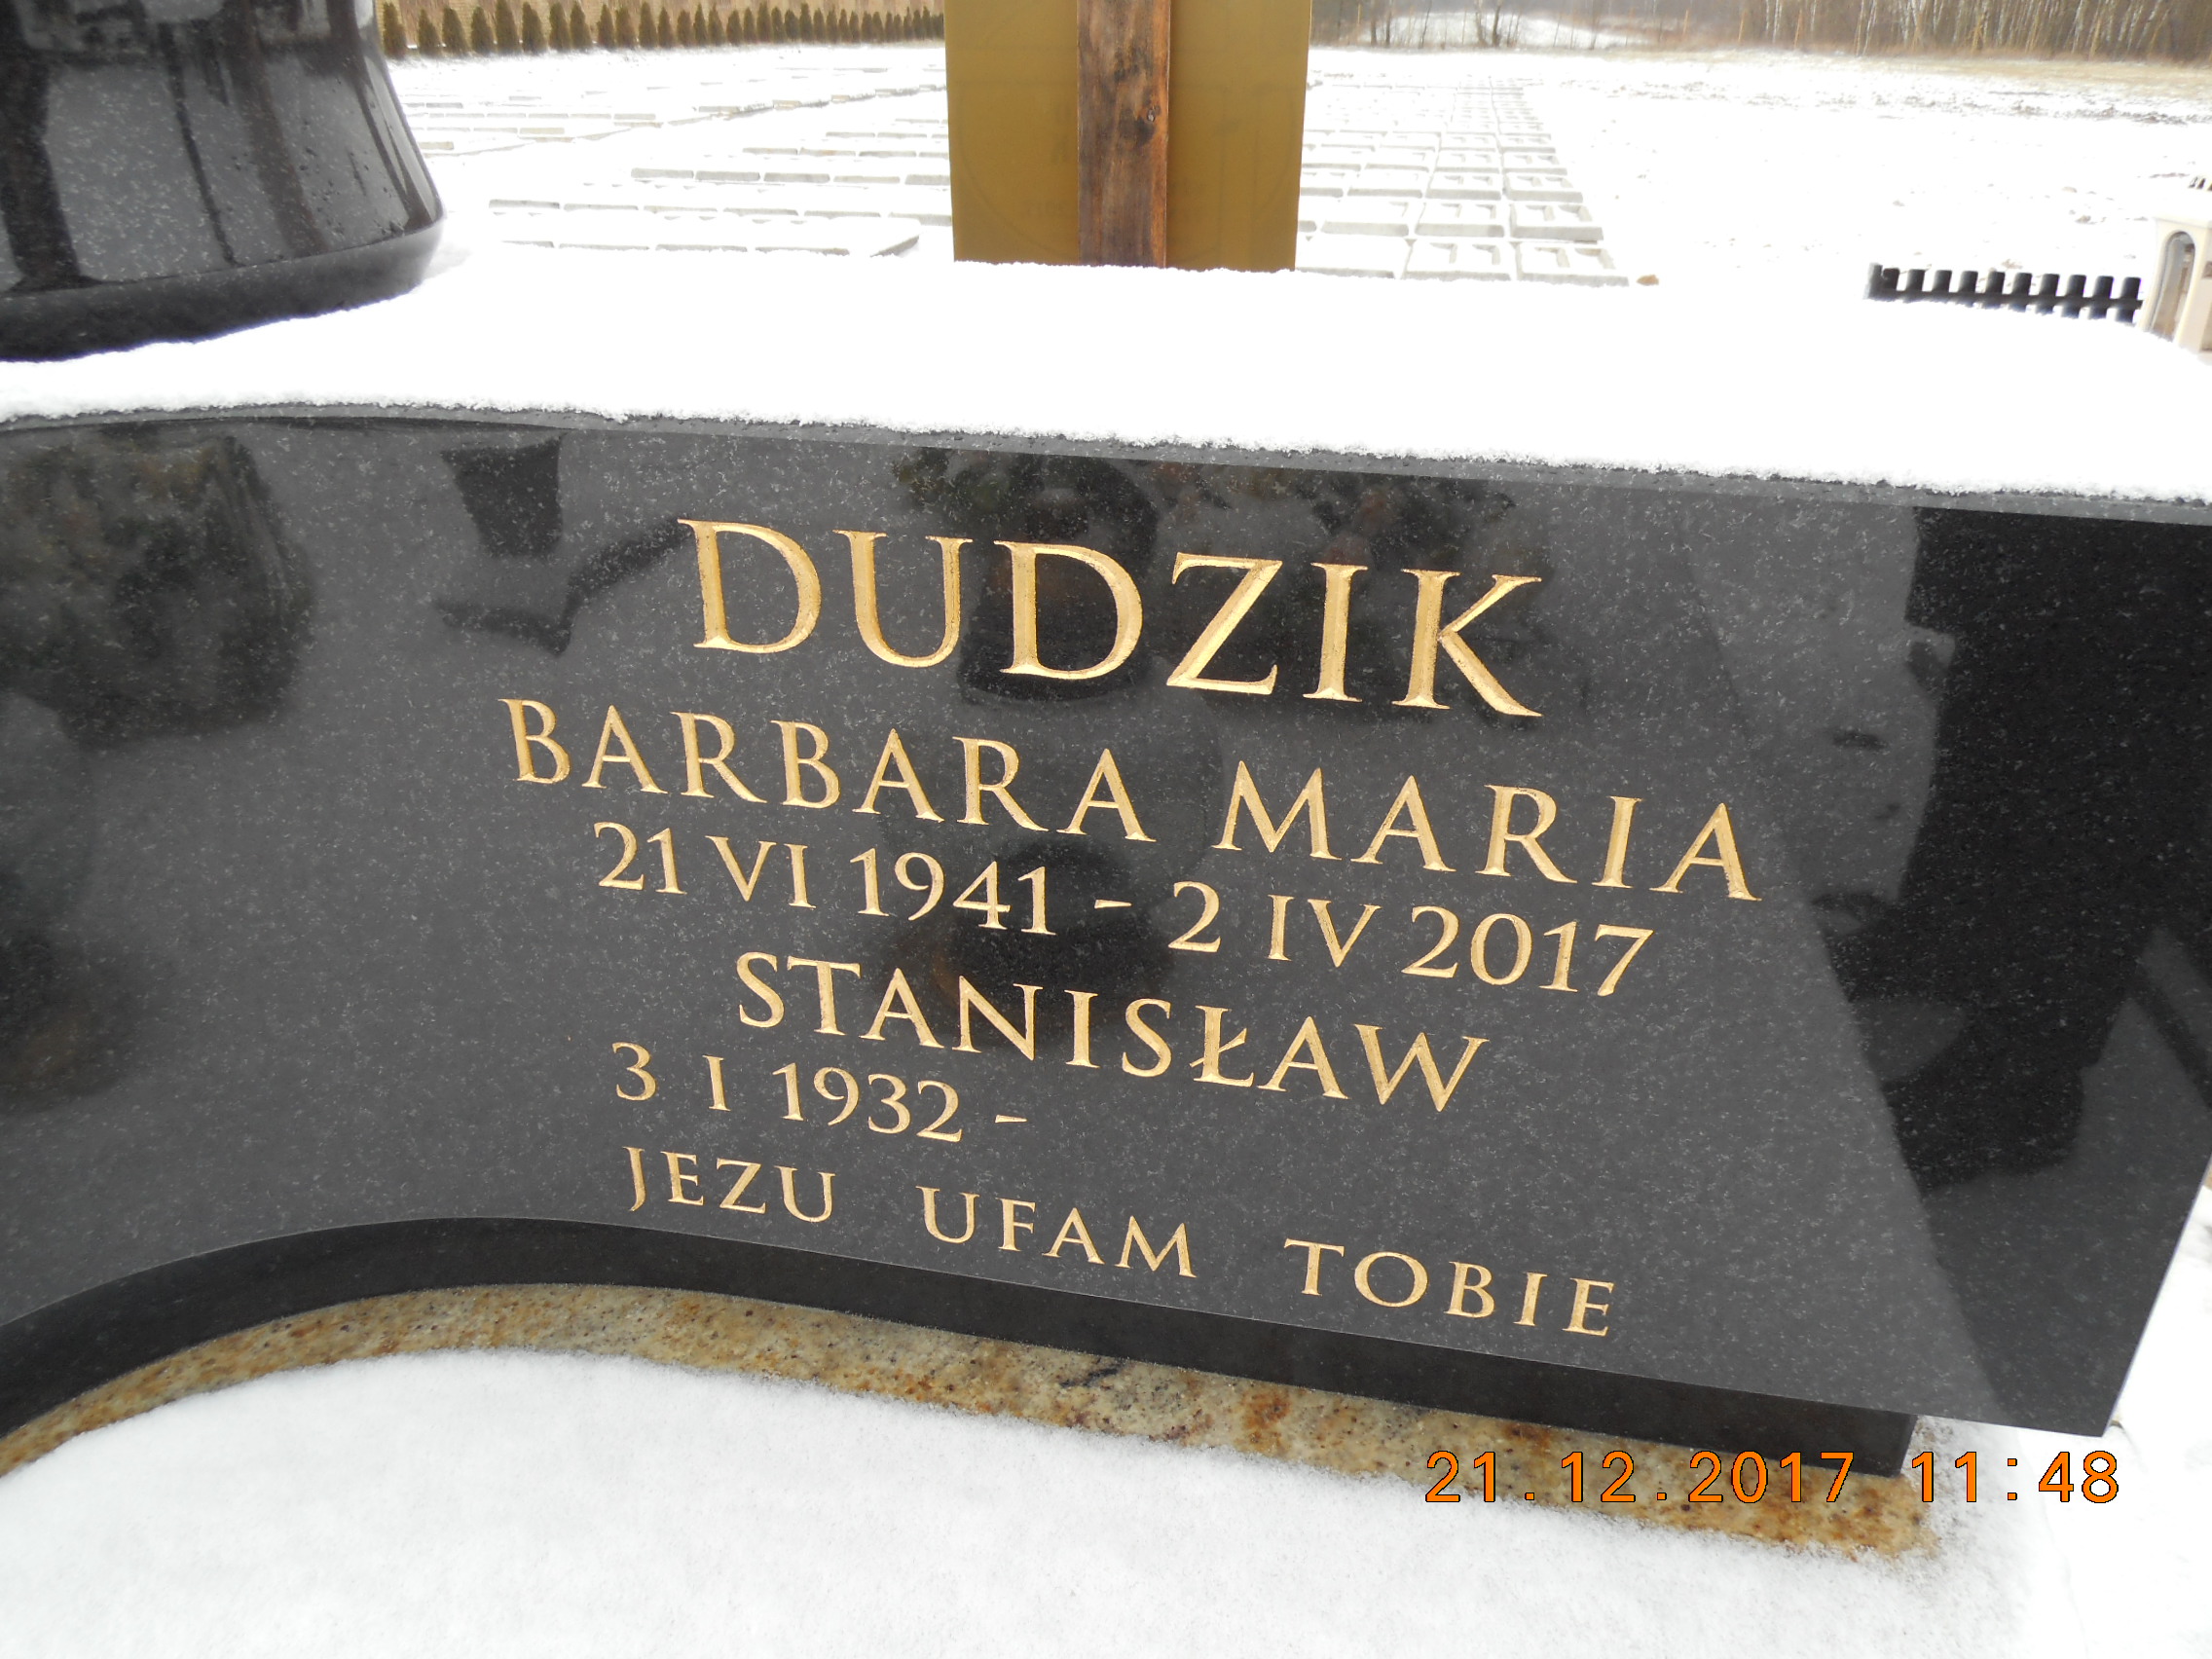 DUDZIK
BARBARA MARIA
21 VI 1941 - 2 IV 2017
STANISŁAW
3 I 1932 -
JEZU UFAM TOBIE
21.12.2017 11:48